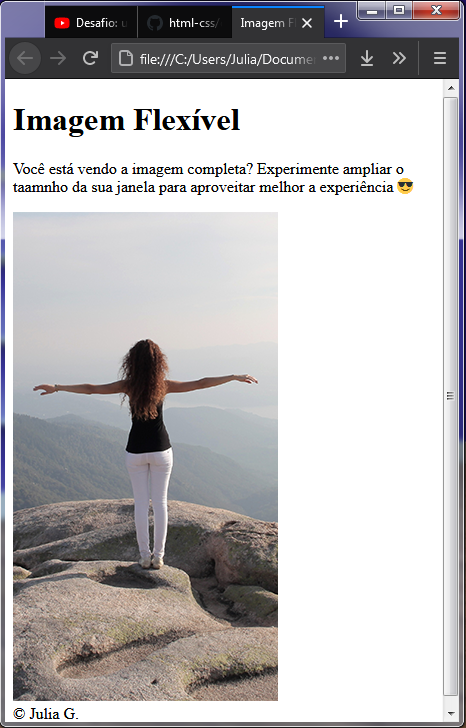 Desafio: u
html-css/
Imagem Fl
file:///C:/Users/Julia/Docume
Imagem Flexível
Você está vendo a imagem completa? Experimente ampliar o
taamnho da sua janela para aproveitar melhor a experiência 😎
© Julia G.